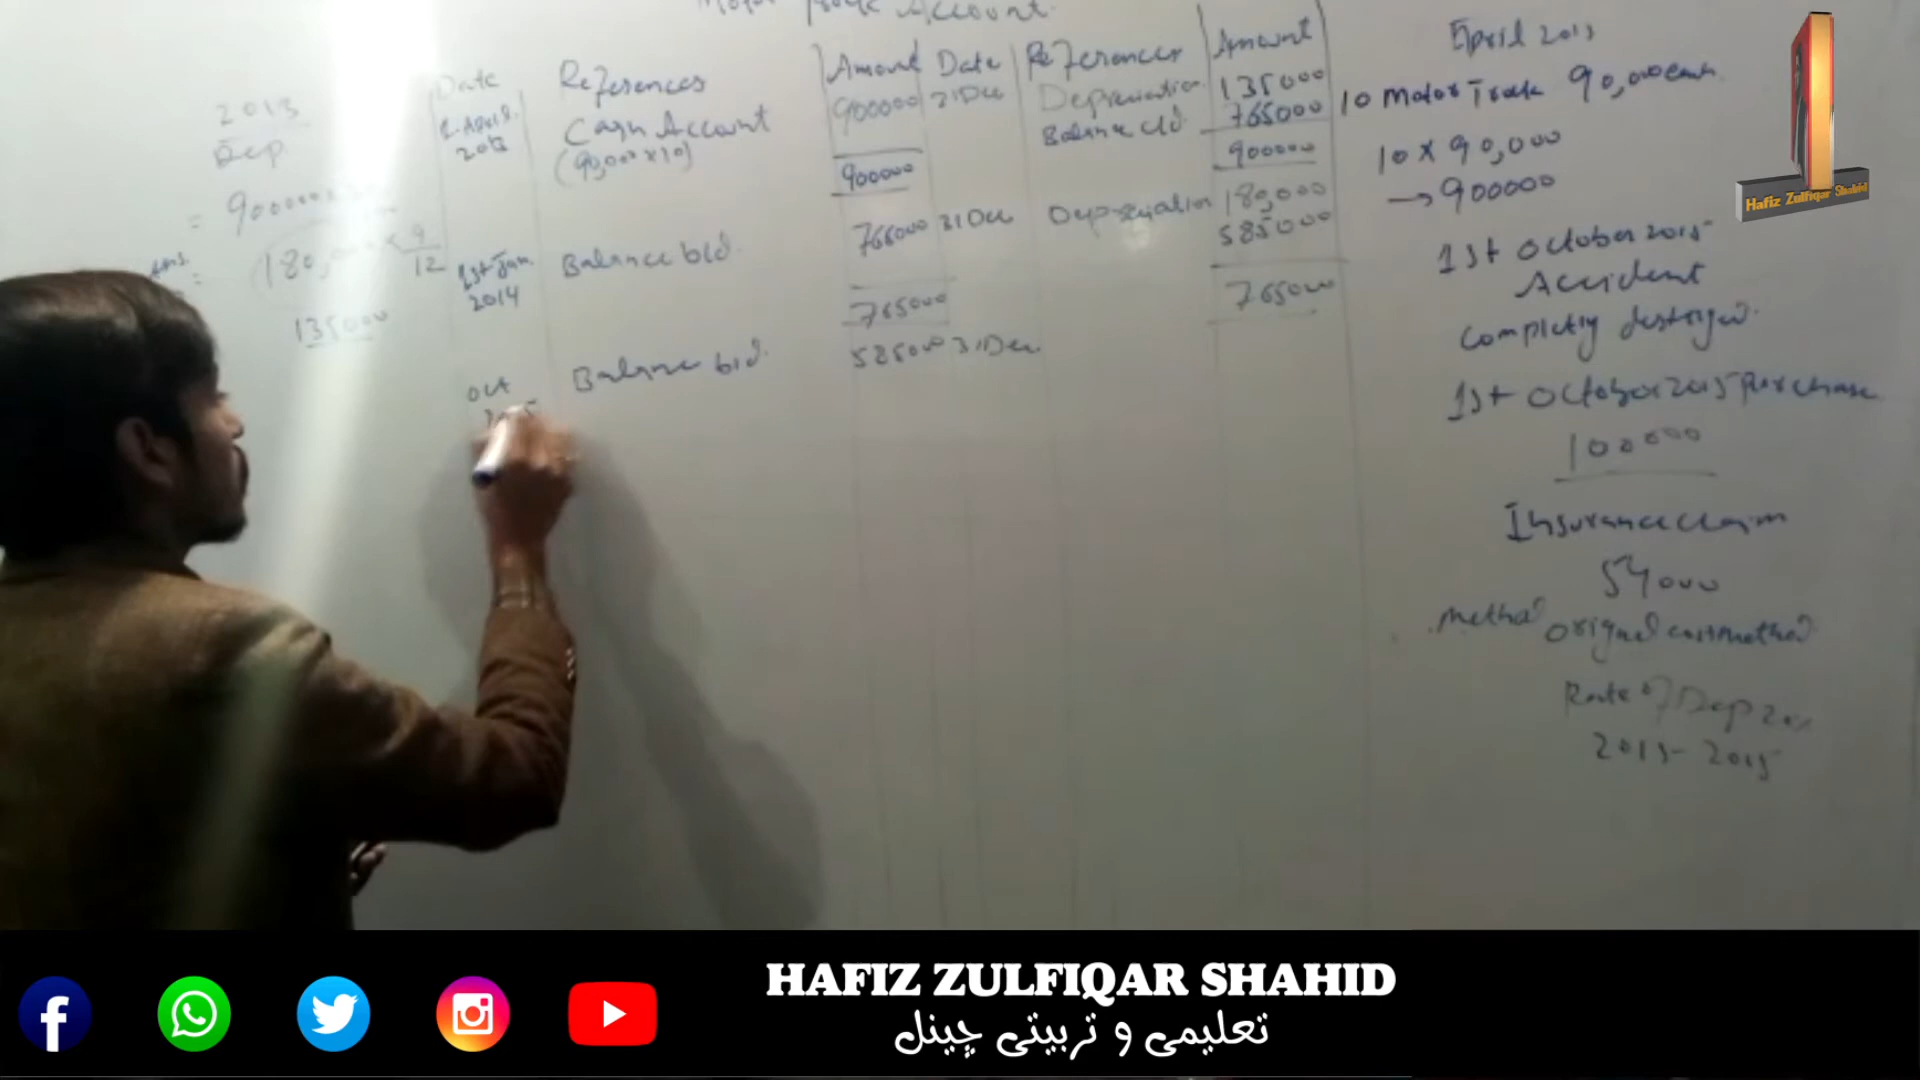 Motor Truck Account
Date References Amount Date References Amount
1-April 2013 Cash Account 900000 31 Dec Depreciation 135000
(90,000 x 10) Balance c/d 765000
900000 900000
1st Jan 2014 Balance b/d. 765000 31 Dec Depreciation 180,000
585000
765000 765000
Oct Balance b/d. 585000 31 Dec
2013
Dep
= 900000
= 180,000 x 9/12
135000
April 2013
10 Motor Truck 90,000 each
10 x 90,000
→ 900000
1st October 2015
Accident
Completly destroyed.
1st October 2015 Purchase
100000
Insurance claim
54000
Method original cost method
Rate of Dep 20%
2013-2015
Hafiz Zulfiqar Shahid
HAFIZ ZULFIQAR SHAHID
تعلیمی و تربیتی چینل